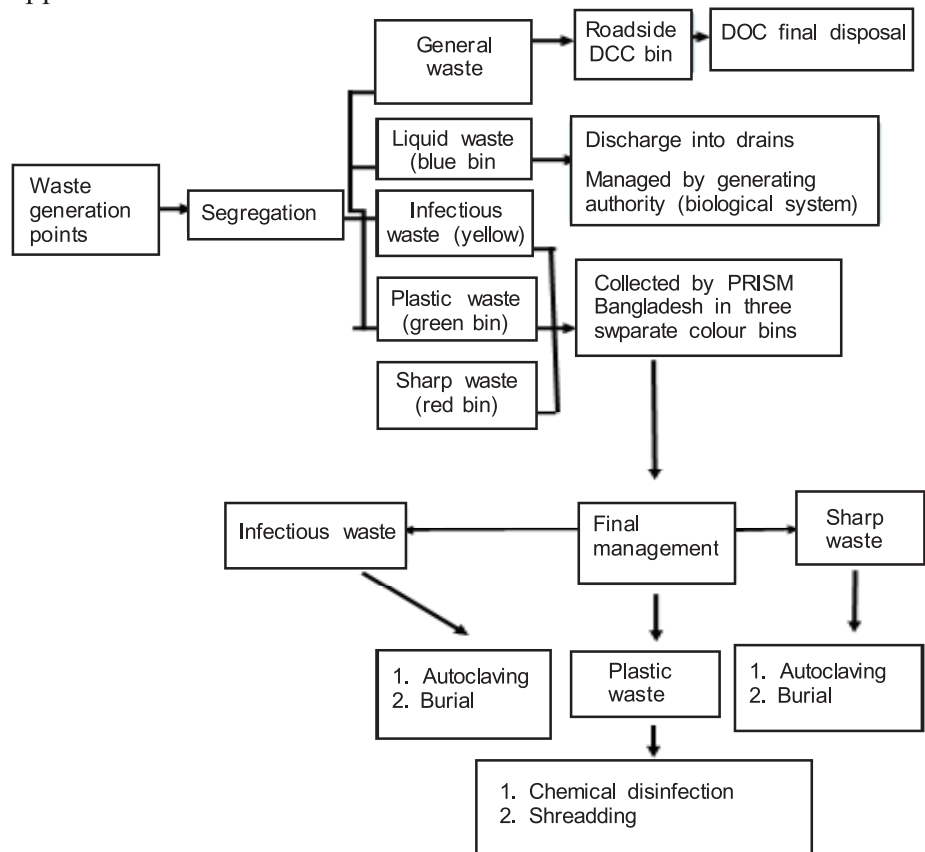 General
waste
Roadside
DCC bin
DOC final disposal
Liquid waste
(blue bin
Discharge into drains
Managed by generating
authority (biological system)
Waste
generation
points
Segregation
Infectious
waste (yellow)
Plastic waste
(green bin)
Collected by PRISM
Bangladesh in three
swparate colour bins
Sharp waste
(red bin)
Infectious waste
Final
management
Sharp
waste
1. Autoclaving
2. Burial
Plastic
waste
1. Autoclaving
2. Burial
1. Chemical disinfection
2. Shreadding